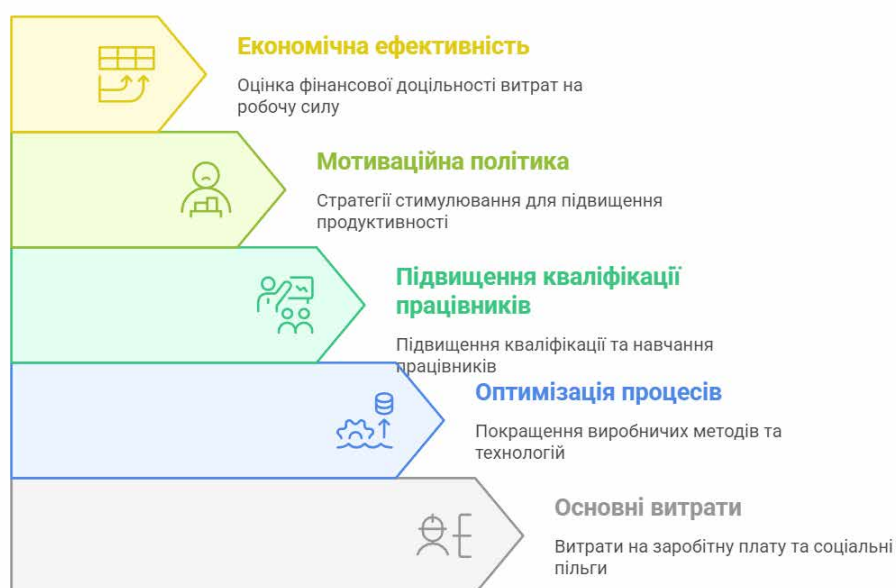 Економічна ефективність
Оцінка фінансової доцільності витрат на
робочу силу
Мотиваційна політика
Стратегії стимулювання для підвищення
продуктивності
Підвищення кваліфікації
працівників
Підвищення кваліфікації та навчання
працівників
Оптимізація процесів
Покращення виробничих методів та
технологій
Основні витрати
Витрати на заробітну плату та соціальні
пільги